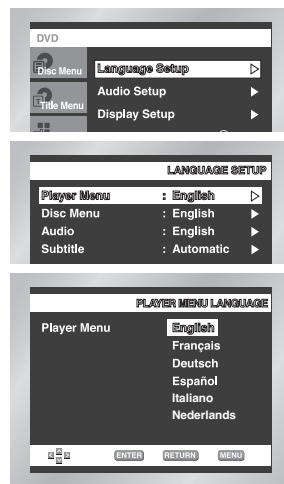 DVD
Disc Menu
Language Setup
Title Menu
Audio Setup
Display Setup
LANGUAGE SETUP
Player Menu : English
Disc Menu : English
Audio : English
Subtitle : Automatic
PLAYER MENU LANGUAGE
Player Menu English
Français
Deutsch
Español
Italiano
Nederlands
ENTER RETURN MENU